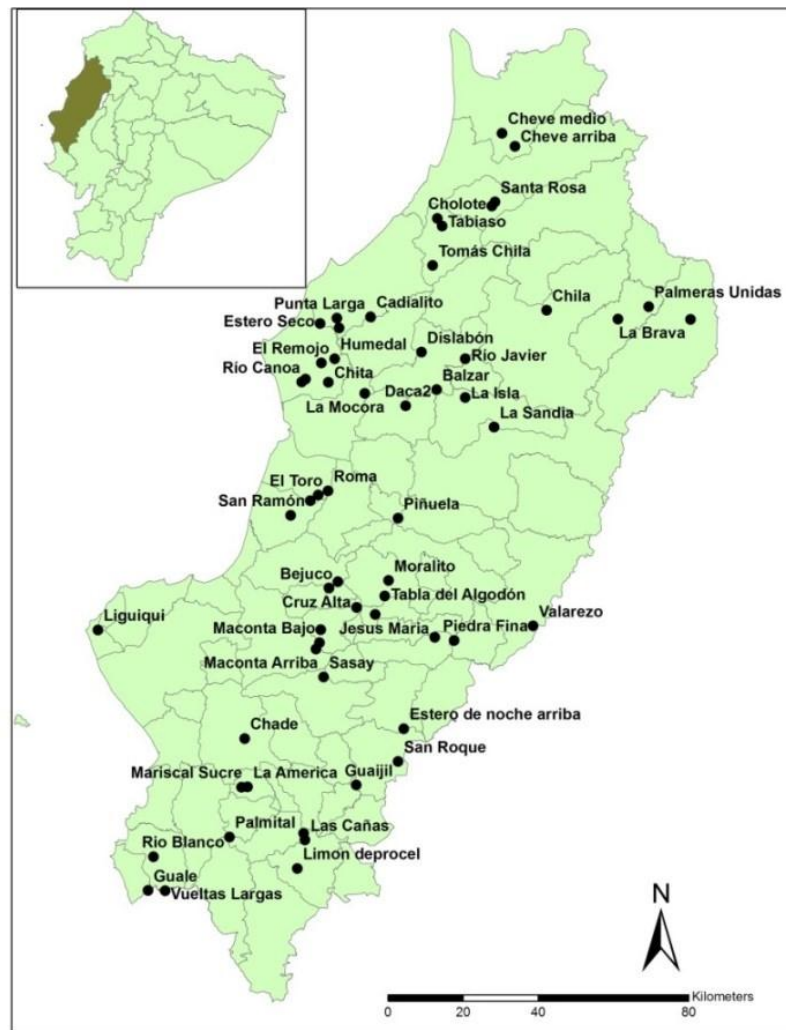 Cheve medio
Cheve arriba
Santa Rosa
Cholote
Tabiaso
Tomás Chila
Chila
Palmeras Unidas
La Brava
Punta Larga
Cadialito
Estero Seco
Humedal
Dislabón
El Remojo
Río Javier
Río Canoa
Chita
Balzar
Daca2
La Isla
La Mocora
La Sandia
El Toro
Roma
San Ramón
Piñuela
Bejuco
Moralito
Tabla del Algodón
Cruz Alta
Liguiqui
Maconta Bajo
Jesus Maria
Piedra Fina
Valarezo
Maconta Arriba
Sasay
Estero de noche arriba
Chade
San Roque
Mariscal Sucre
La America
Guaijil
Palmital
Las Cañas
Rio Blanco
Limon deprocel
Guale
Vueltas Largas
N
Kilometers
0 20 40 80